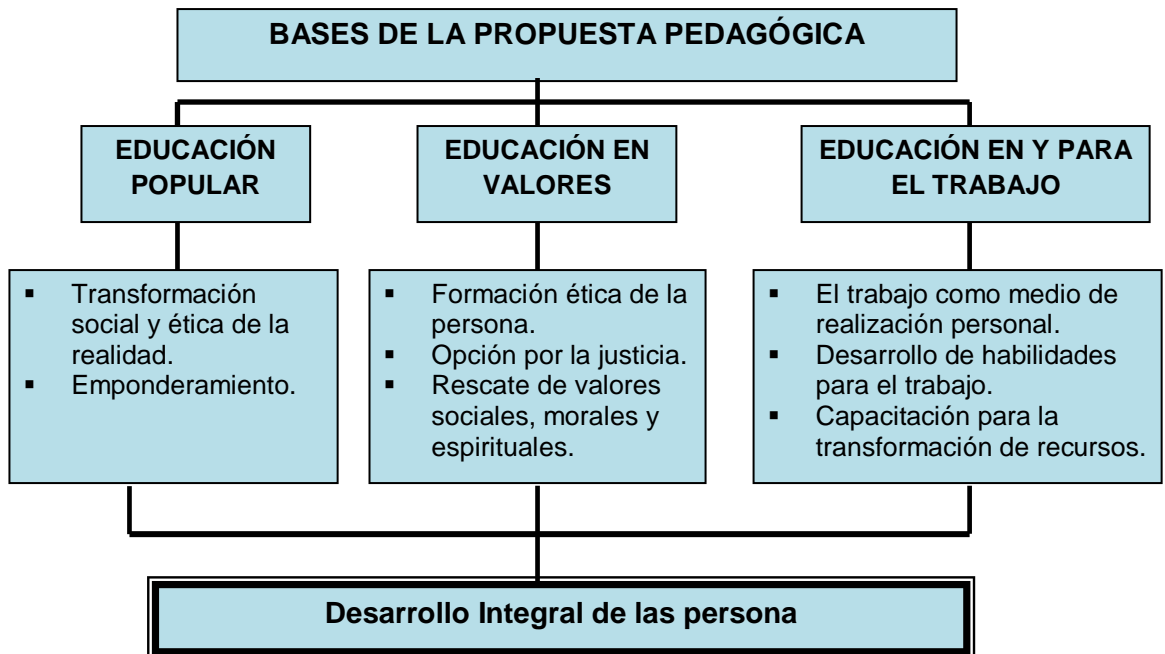 BASES DE LA PROPUESTA PEDAGÓGICA
EDUCACIÓN
POPULAR
EDUCACIÓN EN
VALORES
EDUCACIÓN EN Y PARA
EL TRABAJO
▪ Transformación
social y ética de la
realidad.
▪ Emponderamiento.
▪ Formación ética de la
persona.
▪ Opción por la justicia.
▪ Rescate de valores
sociales, morales y
espirituales.
▪ El trabajo como medio de
realización personal.
▪ Desarrollo de habilidades
para el trabajo.
▪ Capacitación para la
transformación de recursos.
Desarrollo Integral de las persona